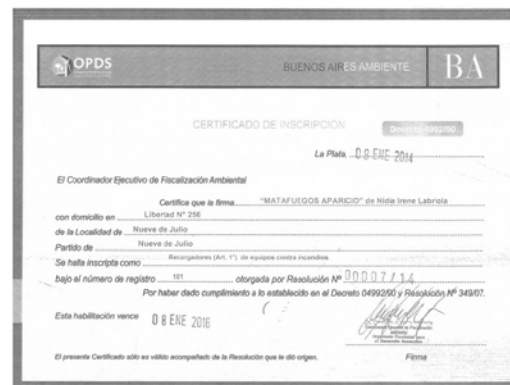 OPDS
BUENOS AIRES AMBIENTE
BA
CERTIFICADO DE INSCRIPCIÓN
Decreto 4992/90
La Plata, 08 ENE 2014
El Coordinador Ejecutivo de Fiscalización Ambiental
Certifica que la firma "MATAFUEGOS APARICIO" de Nidia Irene Labriola
con domicilio en Libertad Nº 256
de la Localidad de Nueve de Julio
Partido de Nueve de Julio
Se halla inscripta como Recargadores (Art. 1º) de equipos contra incendios
bajo el número de registro 101 otorgada por Resolución Nº 00007/14
Por haber dado cumplimiento a lo establecido en el Decreto 04992/90 y Resolución Nº 349/07.
Esta habilitación vence 08 ENE 2016
El presente Certificado sólo es válido acompañado de la Resolución que le dió origen.
Firma